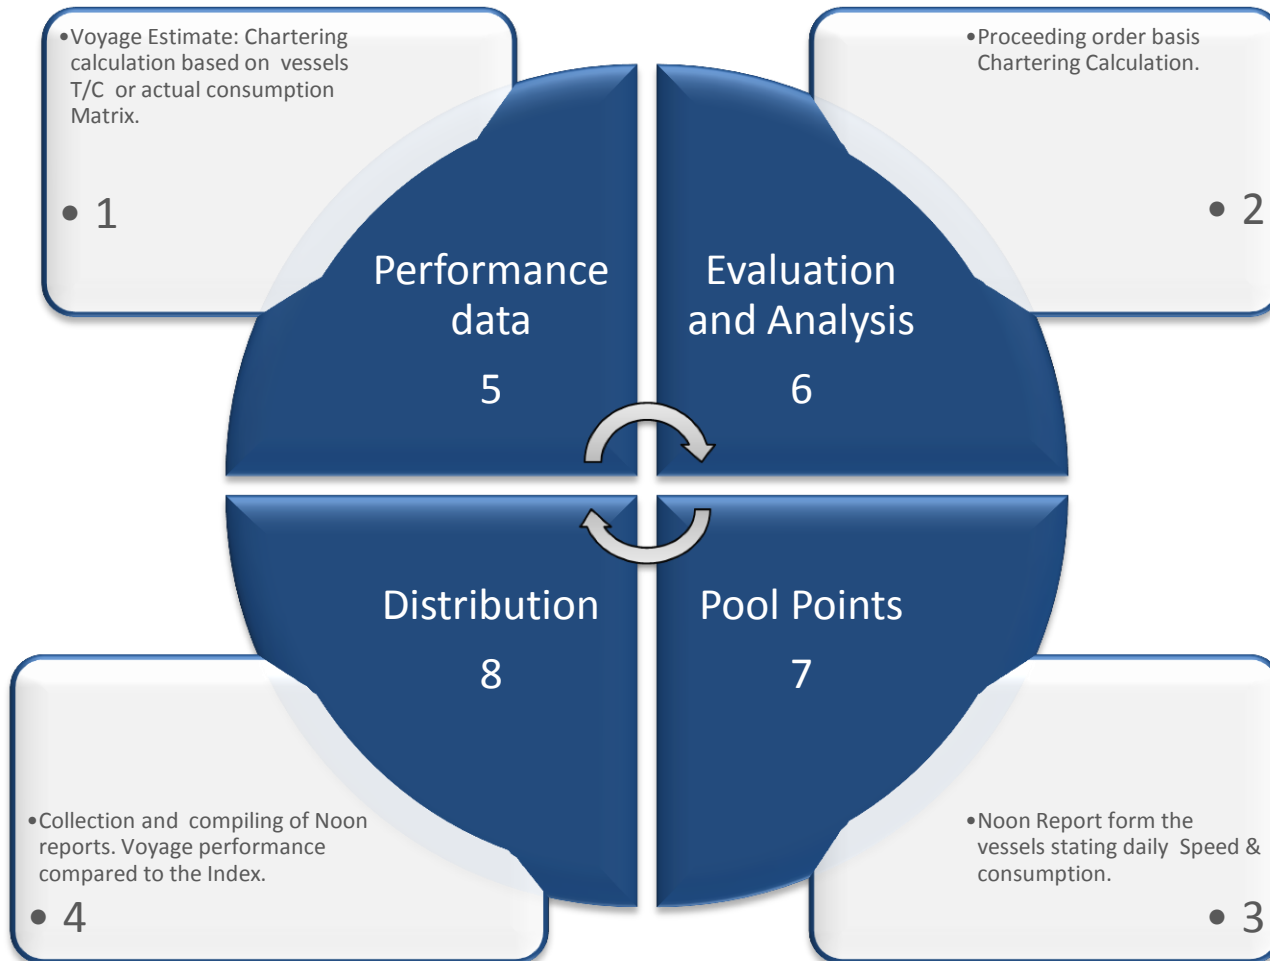 •Voyage Estimate: Chartering
calculation based on vessels
T/C or actual consumption
Matrix.
• 1
•Proceeding order basis
Chartering Calculation.
• 2
Performance
data
5
Evaluation
and Analysis
6
Distribution
8
Pool Points
7
•Collection and compiling of Noon
reports. Voyage performance
compared to the Index.
• 4
•Noon Report form the
vessels stating daily Speed &
consumption.
• 3